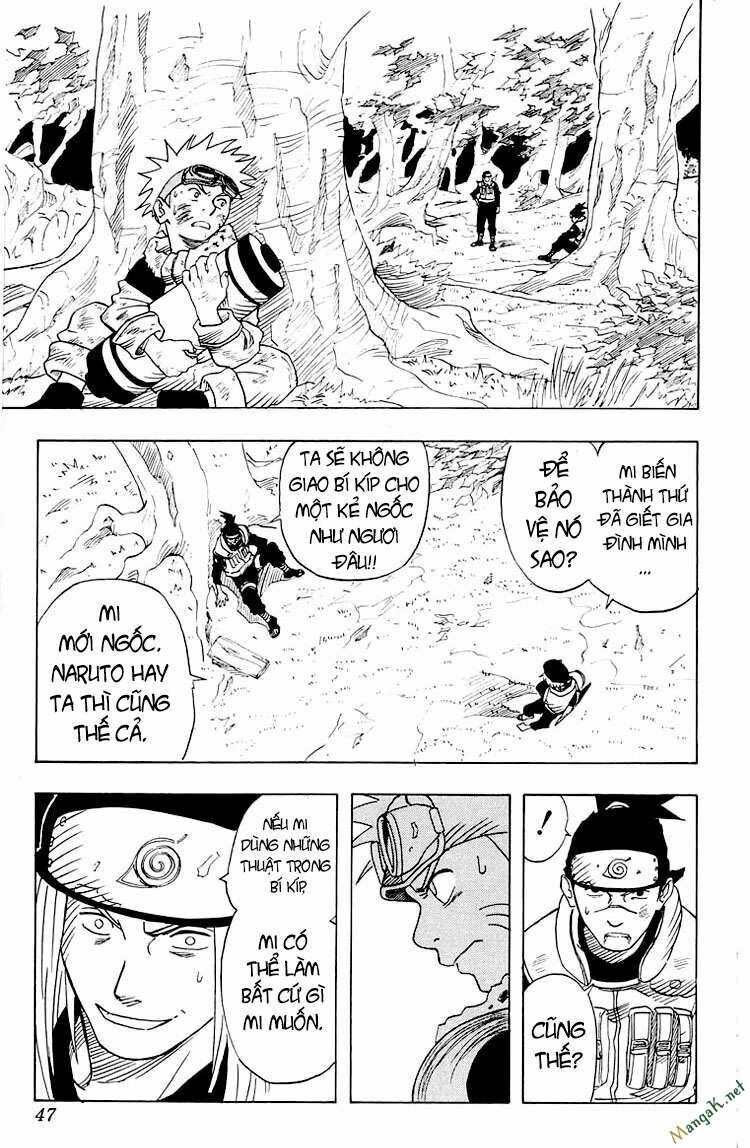 MI BIẾN
THÀNH THỨ
ĐÃ GIẾT GIA
ĐÌNH MÌNH
...
ĐỂ
BẢO
VỆ NÓ
SAO?
TA SẼ KHÔNG
GIAO BÍ KÍP CHO
MỘT KẺ NGỐC
NHƯ NGƯƠI
ĐÂU!!
MI
MỚI NGỐC.
NARUTO HAY
TA THÌ CŨNG
THẾ CẢ.
!
CŨNG
THẾ?
NẾU MI
DÙNG NHỮNG
THUẬT TRONG
BÍ KÍP.
MI CÓ
THỂ LÀM
BẤT CỨ GÌ
MI MUỐN.
47
MangaK.net